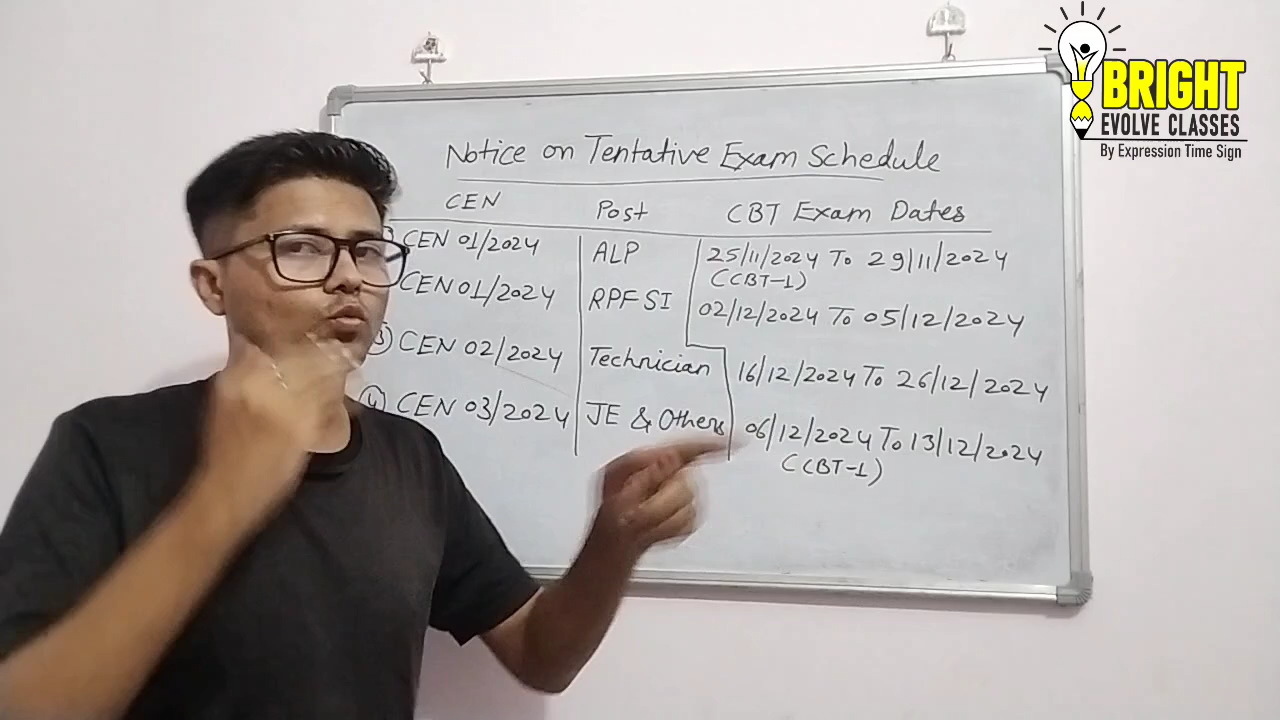 BRIGHT
EVOLVE CLASSES
By Expression Time Sign
Notice on Tentative Exam Schedule
CEN Post CBT Exam Dates
CEN 01/2024 ALP 25/11/2024 To 29/11/2024
(CBT-1)
CEN 01/2024 RPF SI 02/12/2024 To 05/12/2024
3) CEN 02/2024 Technician 16/12/2024 To 26/12/2024
4) CEN 03/2024 JE & Others 06/12/2024 To 13/12/2024
(CBT-1)